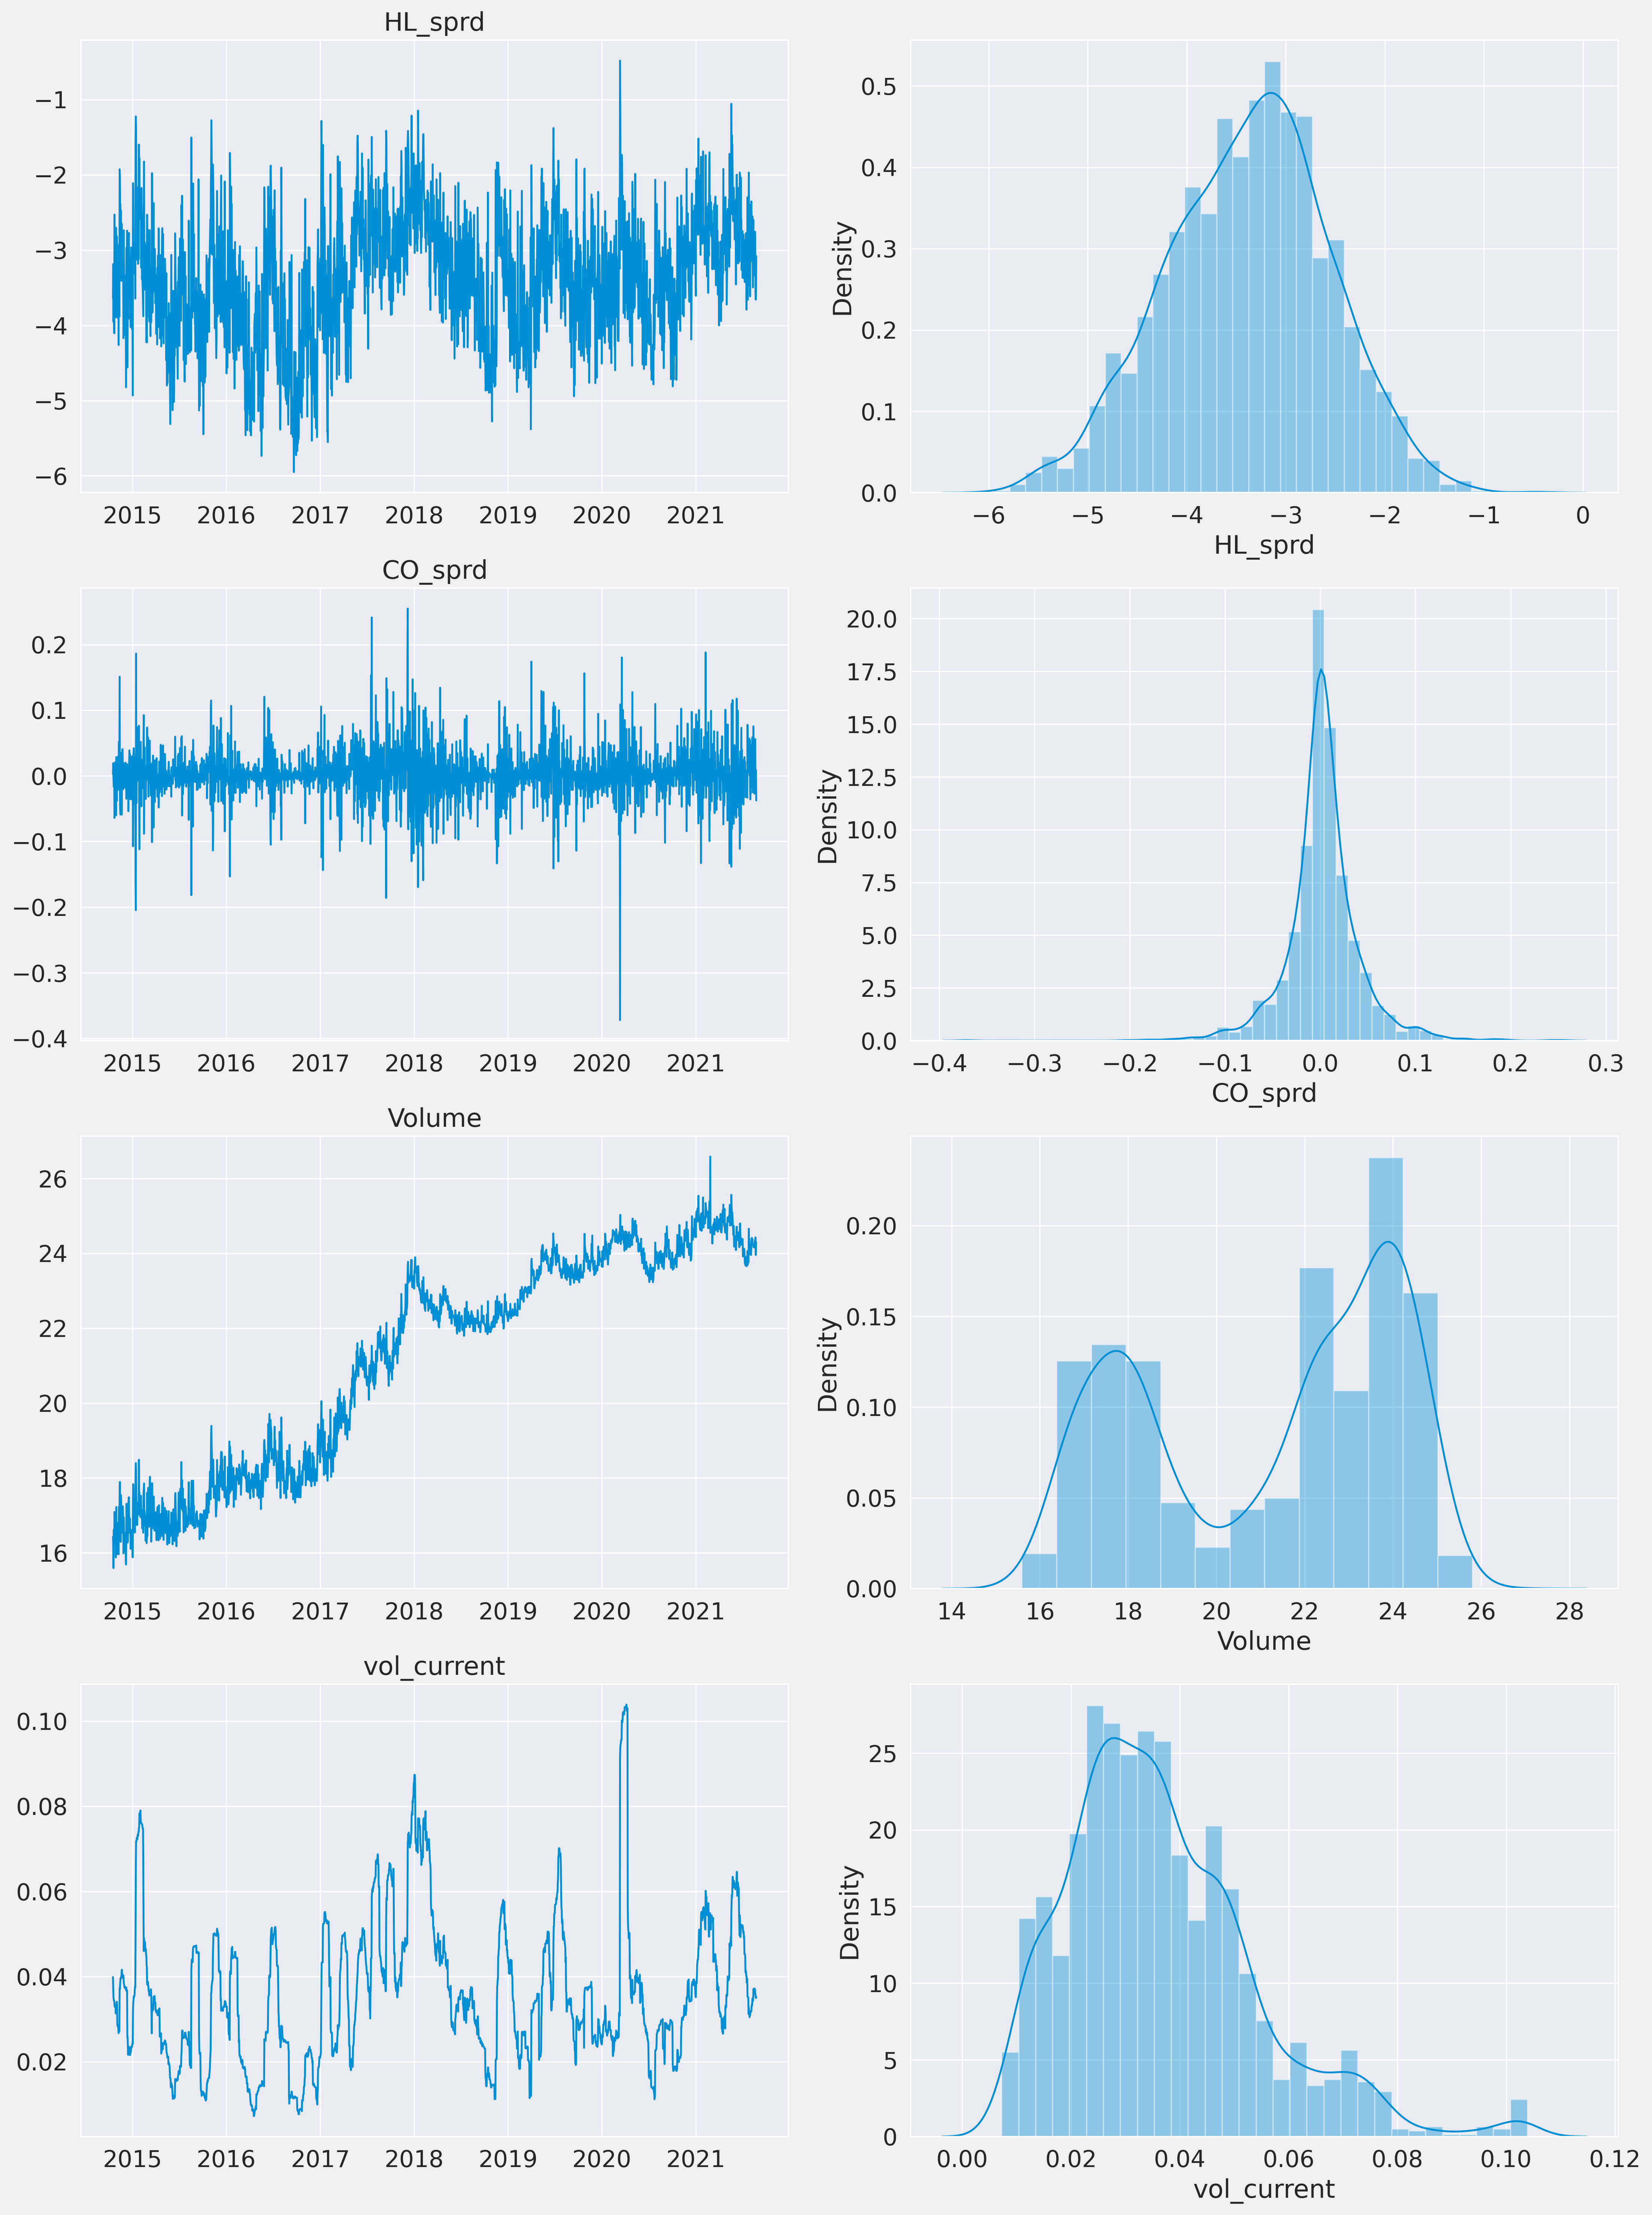 HL_sprd
−1
−2
−3
−4
−5
−6
2015 2016 2017 2018 2019 2020 2021
Density
0.5
0.4
0.3
0.2
0.1
0.0
−6 −5 −4 −3 −2 −1 0
HL_sprd
CO_sprd
0.2
0.1
0.0
−0.1
−0.2
−0.3
−0.4
2015 2016 2017 2018 2019 2020 2021
Density
20.0
17.5
15.0
12.5
10.0
7.5
5.0
2.5
0.0
−0.4 −0.3 −0.2 −0.1 0.0 0.1 0.2 0.3
CO_sprd
Volume
26
24
22
20
18
16
2015 2016 2017 2018 2019 2020 2021
Density
0.20
0.15
0.10
0.05
0.00
14 16 18 20 22 24 26 28
Volume
vol_current
0.10
0.08
0.06
0.04
0.02
2015 2016 2017 2018 2019 2020 2021
Density
25
20
15
10
5
0
0.00 0.02 0.04 0.06 0.08 0.10 0.12
vol_current